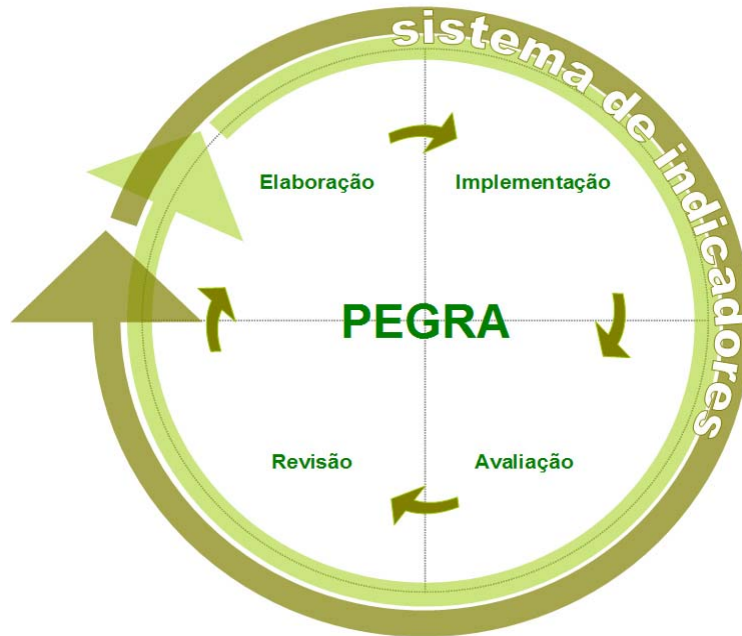 sistema de indicadores
Elaboração
Implementação
PEGRA
Revisão
Avaliação